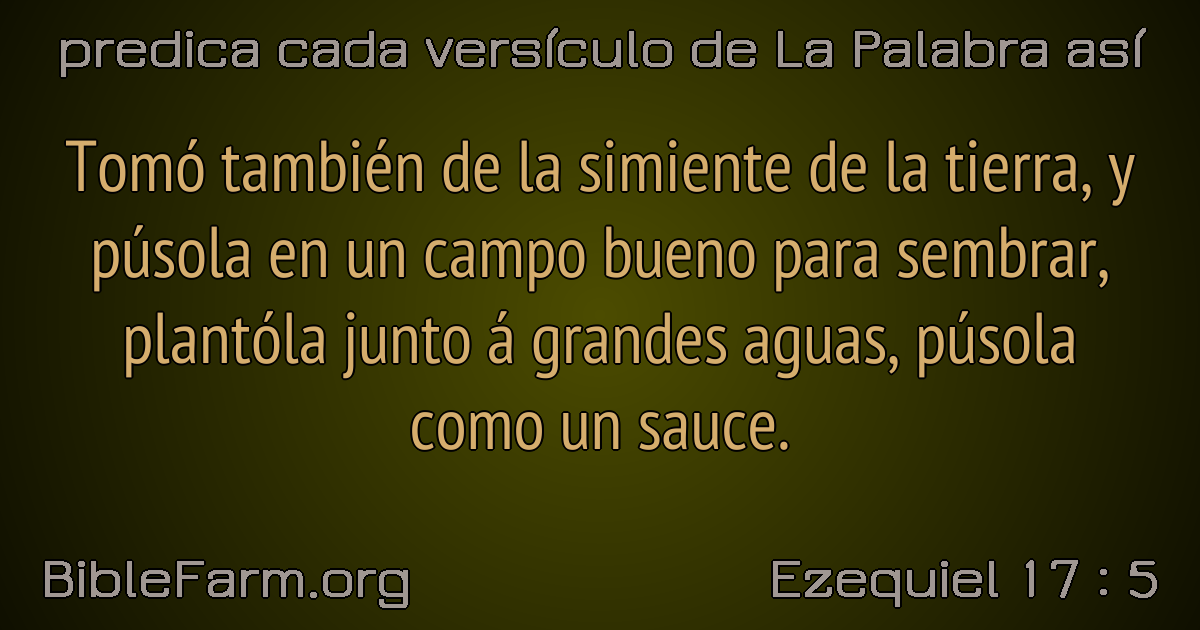 predica cada versículo de La Palabra así
Tomó también de la simiente de la tierra, y
púsola en un campo bueno para sembrar,
plantóla junto á grandes aguas, púsola
como un sauce.
BibleFarm.org
Ezequiel 17 : 5